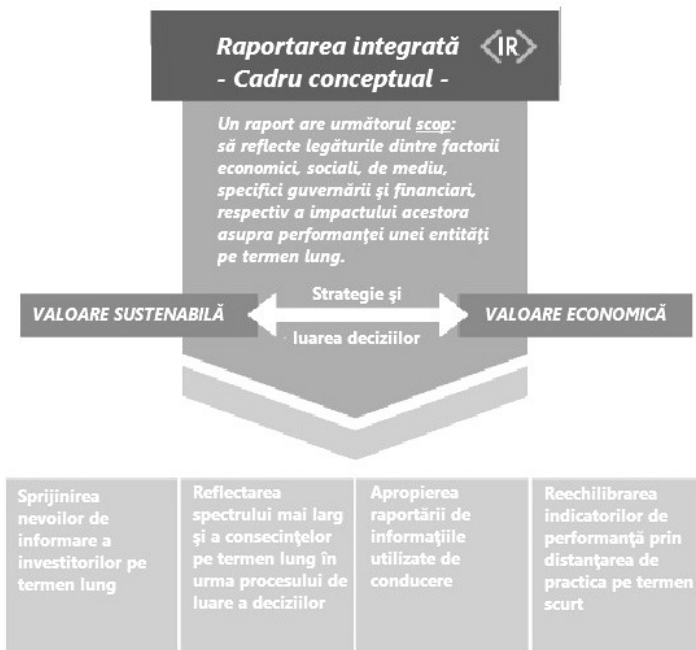 Raportarea integrată
<IR>
- Cadru conceptual -
Un raport are următorul scop:
să reflecte legăturile dintre factorii
economici, sociali, de mediu,
specifici guvernării şi financiari,
respectiv a impactului acestora
asupra performanţei unei entităţi
pe termen lung.
VALOARE SUSTENABILĂ
Strategie şi
luarea deciziilor
VALOARE ECONOMICĂ
Sprijinirea
nevoilor de
informare a
investitorilor pe
termen lung
Reflectarea
spectrului mai larg
şi a consecinţelor
pe termen lung în
urma procesului de
luare a deciziilor
Apropierea
raportării de
informaţiile
utilizate de
conducere
Reechilibrarea
indicatorilor de
performanţă prin
distanţarea de
practica pe termen
scurt